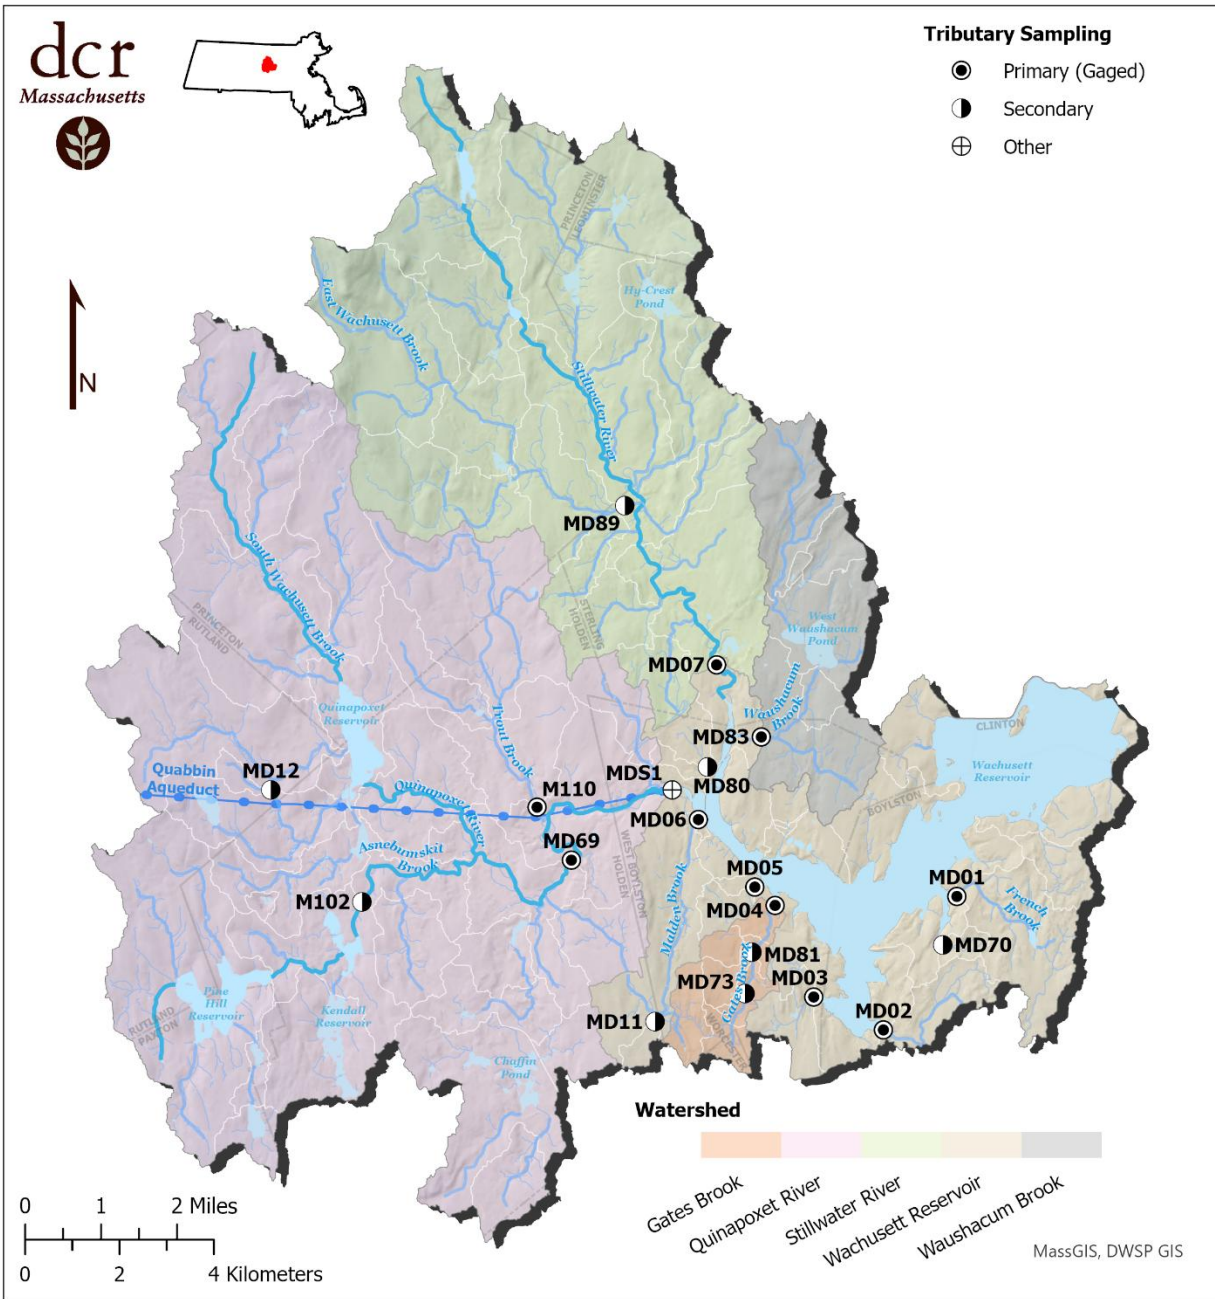 dcr
Massachusetts
Tributary Sampling
Primary (Gaged)
Secondary
Other
N
PRINCETON
LEOMINSTER
Hy-Crest
Pond
East Wachusett Brook
Stillwater River
MD89
South Wachusett Brook
PRINCETON
RUTLAND
STERLING
HOLDEN
West
Waushacum
Pond
MD07
Waushacum
Brook
MD83
CLINTON
Quinapoxet
Reservoir
Trout Brook
Wachusett
Reservoir
Quabbin
Aqueduct
MD12
MDS1
MD80
BOYLSTON
Quinapoxet River
M110
MD06
Asnebumskit
Brook
MD69
WEST BOYLSTON
HOLDEN
MD05
MD04
MD01
French
Brook
M102
Malden Brook
MD81
MD70
MD73
Gates Brook
MD03
Pine
Hill
Reservoir
Kendall
Reservoir
MD11
MD02
RUTLAND
PAXTON
WORCESTER
Chaffin
Pond
Watershed
Gates Brook
Quinapoxet River
Stillwater River
Wachusett Reservoir
Waushacum Brook
0 1 2 Miles
0 2 4 Kilometers
MassGIS, DWSP GIS